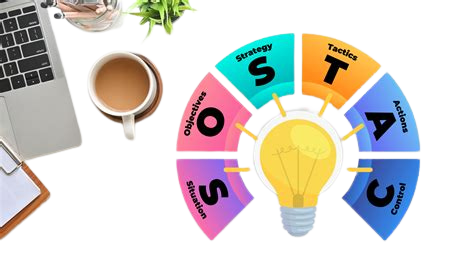 Situation
S
Objectives
O
Strategy
S
Tactics
T
Actions
A
Control
C